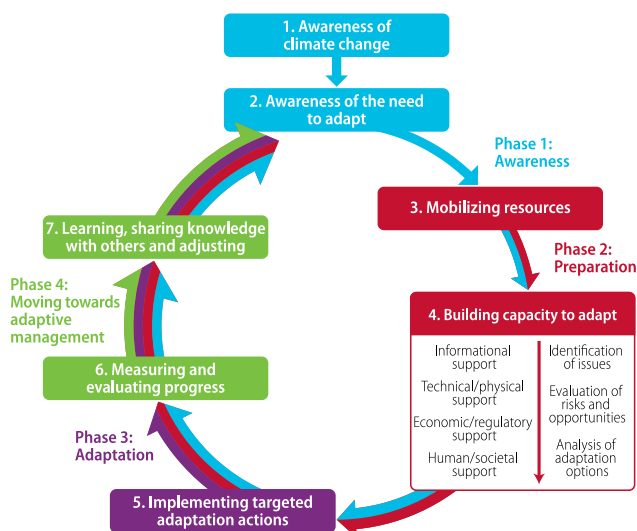 1. Awareness of
climate change
2. Awareness of the need
to adapt
Phase 1:
Awareness
3. Mobilizing resources
Phase 2:
Preparation
4. Building capacity to adapt
Informational
support
Technical/physical
support
Economic/regulatory
support
Human/societal
support
Identification
of issues
Evaluation of
risks and
opportunities
Analysis of
adaptation
options
5. Implementing targeted
adaptation actions
Phase 3:
Adaptation
6. Measuring and
evaluating progress
Phase 4:
Moving towards
adaptive
management
7. Learning, sharing knowledge
with others and adjusting